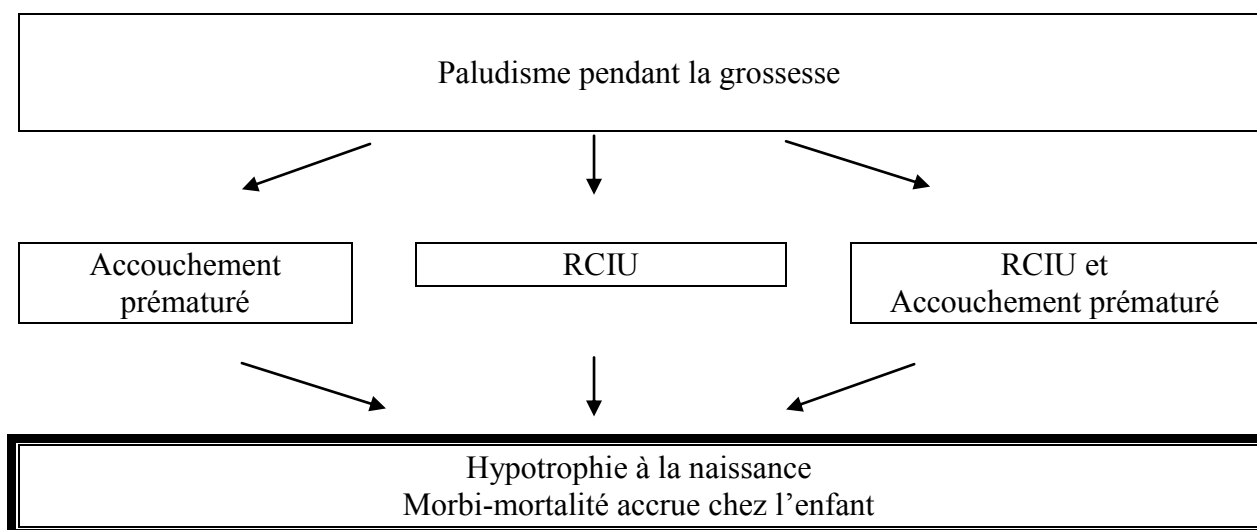 Paludisme pendant la grossesse
Accouchement
prématuré
RCIU
RCIU et
Accouchement prématuré
Hypotrophie à la naissance
Morbi-mortalité accrue chez l’enfant